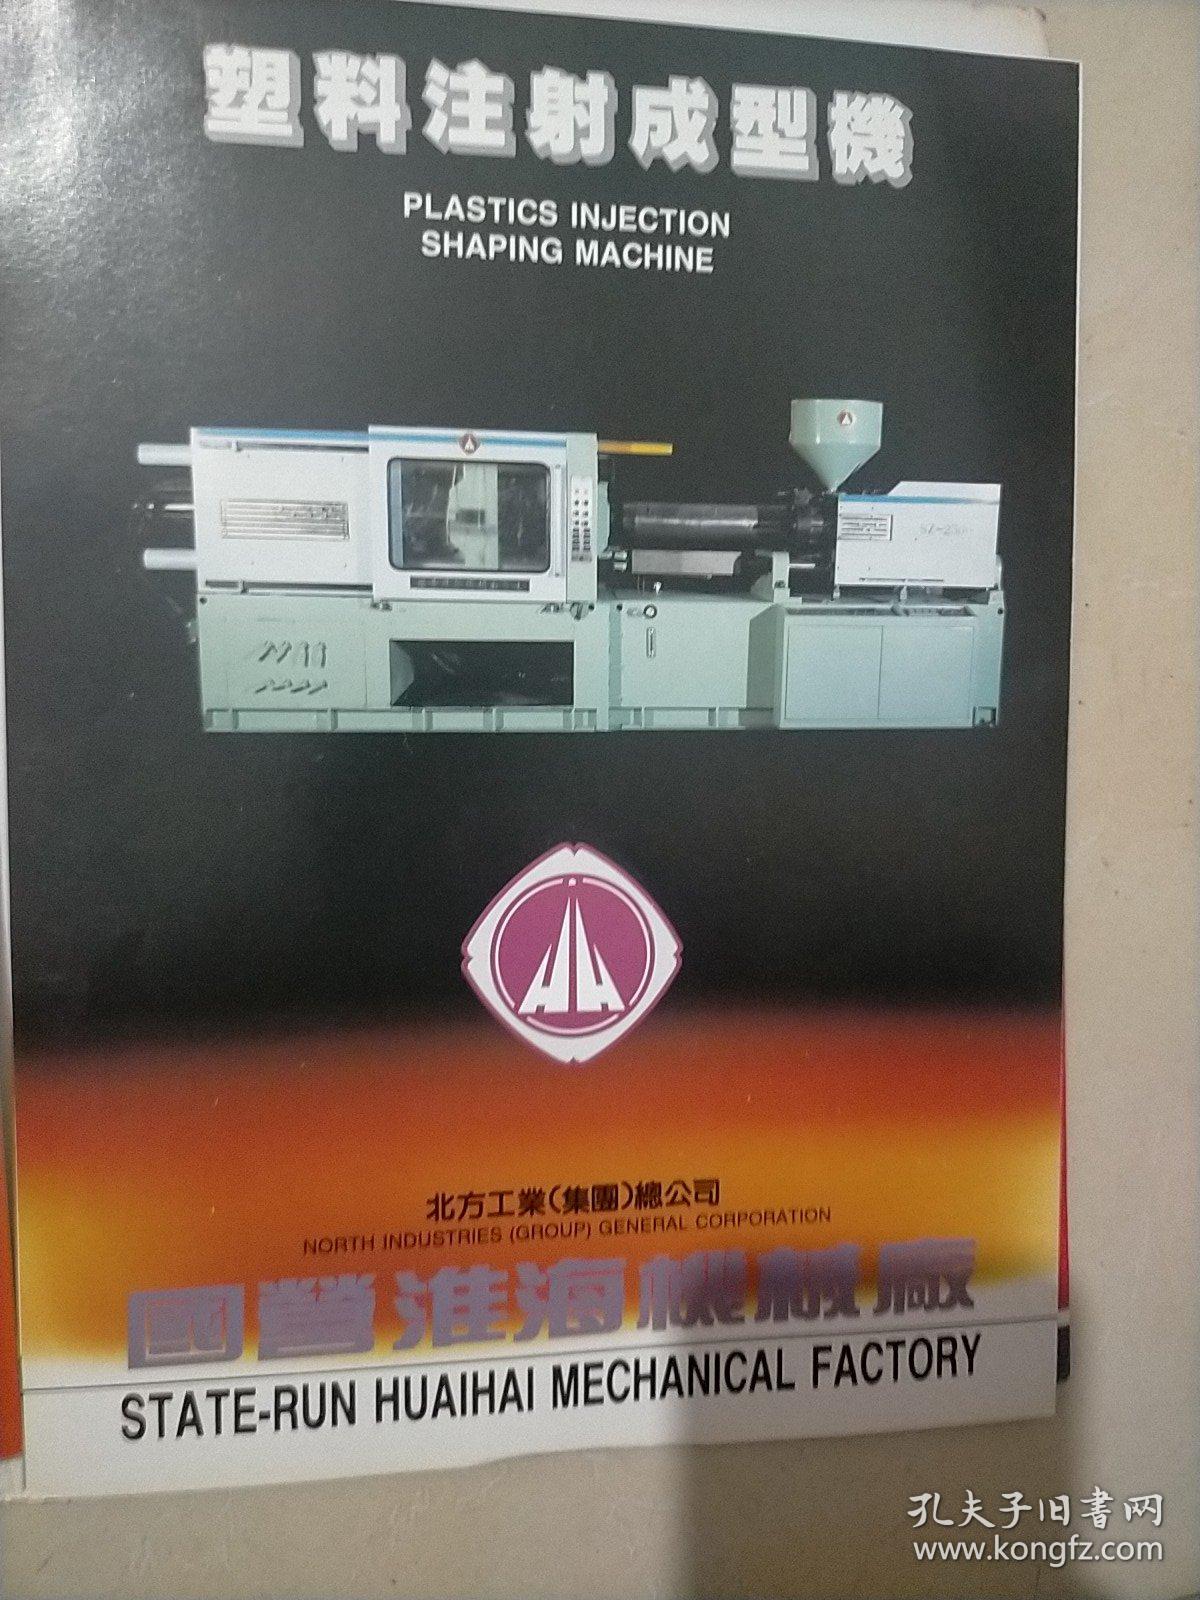 塑料注射成型機
PLASTICS INJECTION
SHAPING MACHINE
北方工業(集團)總公司
NORTH INDUSTRIES (GROUP) GENERAL CORPORATION
國營淮海機械廠
STATE-RUN HUAIHAI MECHANICAL FACTORY
孔夫子旧书网
www.kongfz.com